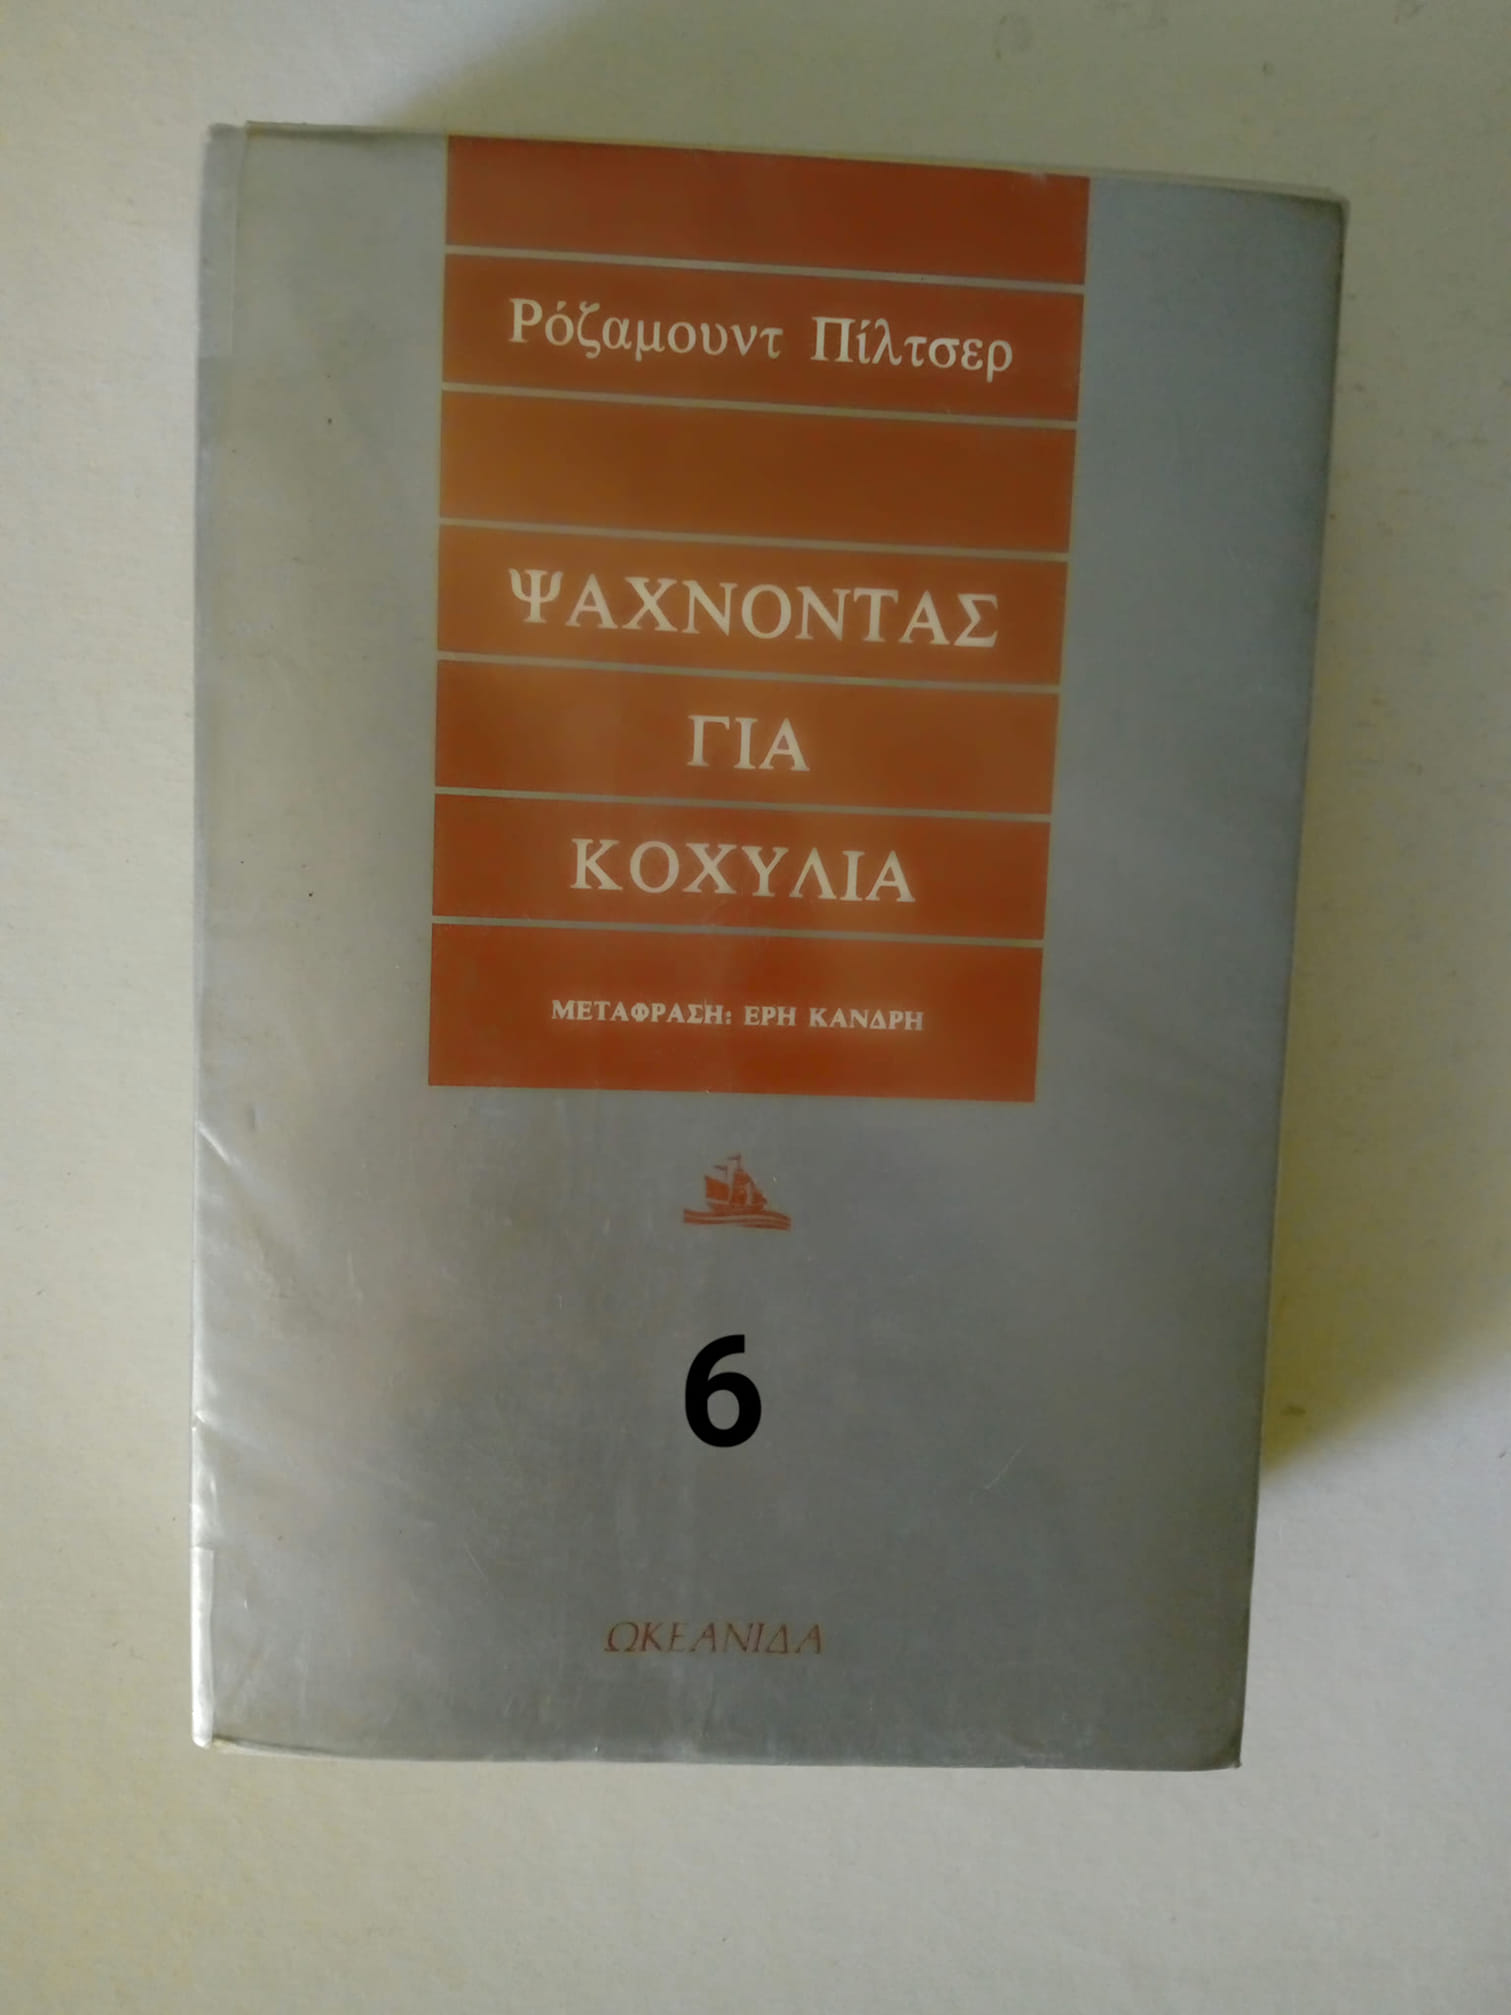 Ρόζαμουντ Πίλτσερ
ΨΑΧΝΟΝΤΑΣ
ΓΙΑ
ΚΟΧΥΛΙΑ
ΜΕΤΑΦΡΑΣΗ: ΕΡΗ ΚΑΝΔΡΗ
6
ΩΚΕΑΝΙΔΑ